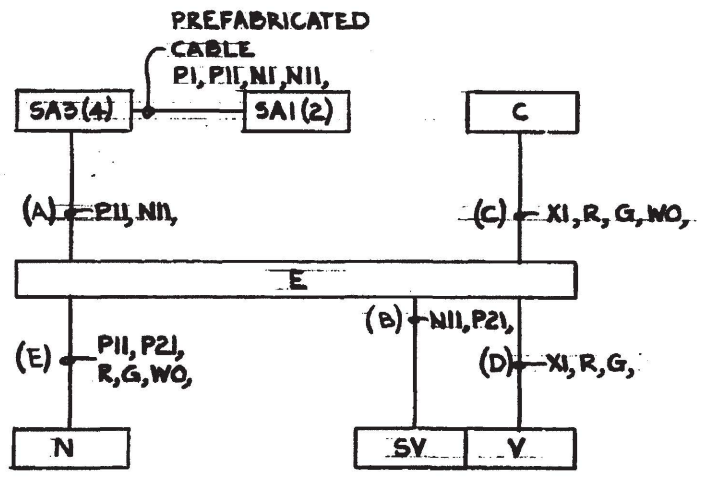 PREFABRICATED
CABLE
P1, P11, N1, N11,
SA3(4)
SA1(2)
C
(A)
P11, N11,
(C)
X1, R, G, WO,
E
(B)
N11, P21,
(E)
P11, P21,
R, G, WO,
(D)
X1, R, G,
N
SV
V